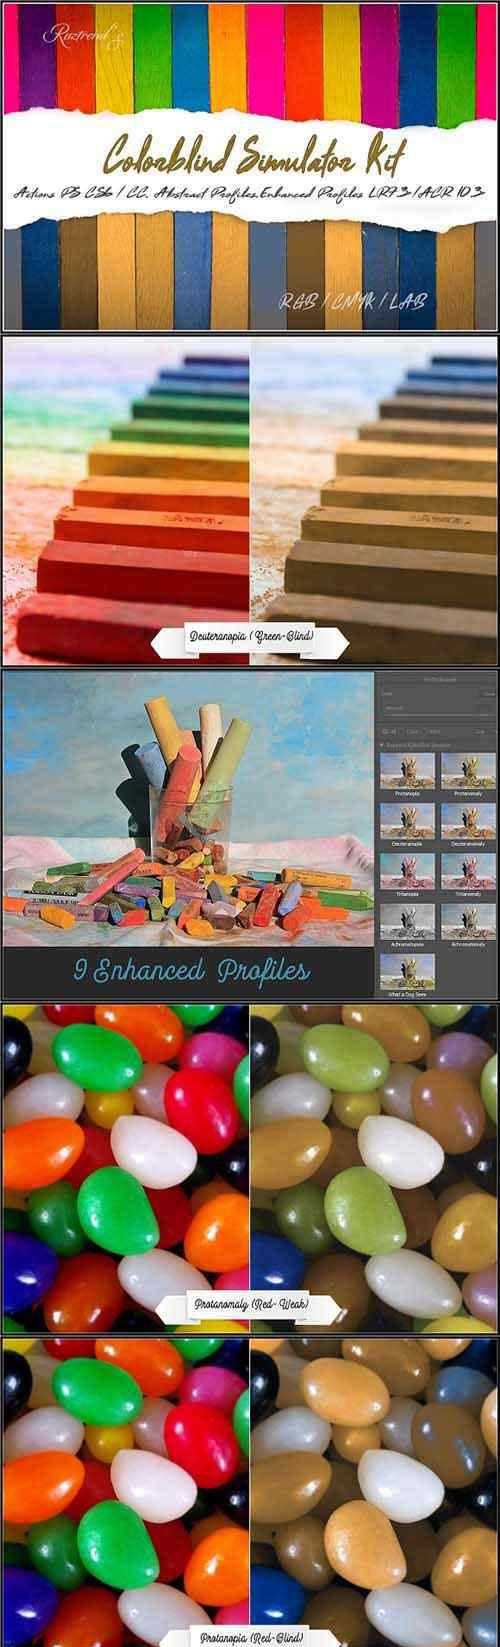 Raztrend's
Colorblind Simulator Kit
Actions PS CS6 / CC. Abstract Profiles.Enhanced Profiles LR7.3 / ACR 10.3
RGB / CMYK / LAB
Deuteranopia ( Green-Blind)
Protanopia Protanomaly
Deuteranopia Deuteranomaly
Tritanopia Tritanomaly
Achromatopsia Achromatomaly
What a Dog Sees
9 Enhanced Profiles
Protanomaly (Red- Weak)
Protanopia (Red-Blind)